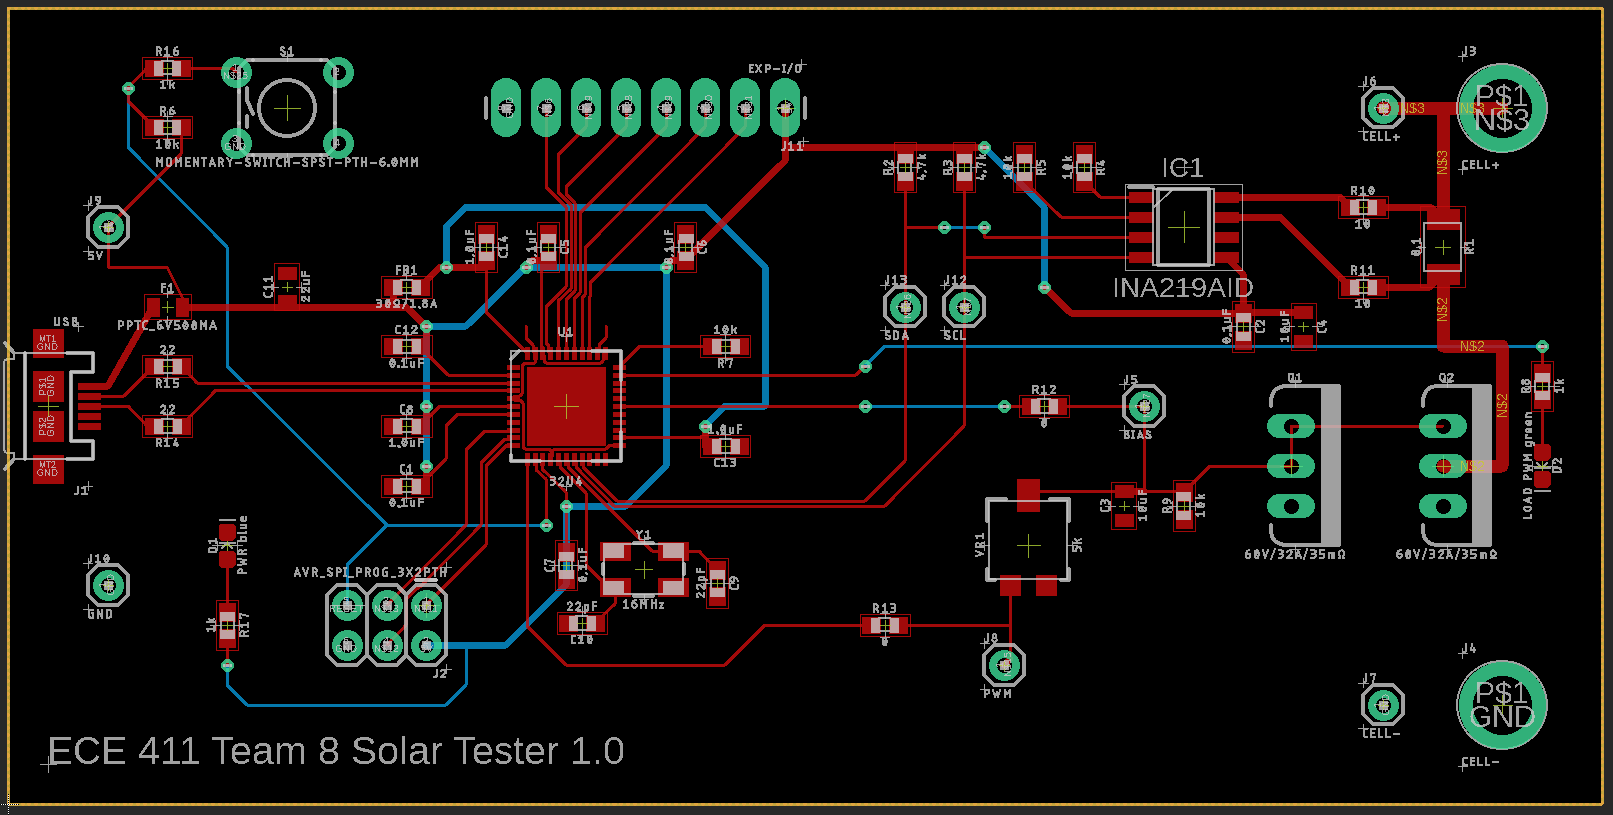 R16
1k
S1
R6
10k
MOMENTARY-SWITCH-SPST-PTH-6.0MM
EXP-I/O
J11
J3
J6
P$1
N$3
N$3
CELL+
CELL+
N$3
J9
5V
R2
4.7k
R3
4.7k
R5
10k
R4
IC1
INA219AID
R10
10
R11
10
0.1
R1
N$2
C14
1.0uF
C5
0.1uF
C6
0.1uF
C11
22uF
FB1
30Ω/1.8A
F1
PPTC_6V500MA
USB
MT1
GND
P$1
GND
P$2
GND
MT2
GND
J1
22
R15
22
R14
C12
0.1uF
C8
1.0uF
C1
0.1uF
U1
32U4
10k
R7
1.0uF
C13
J13
SDA
J12
SCL
C2
0.1uF
C4
N$2
R12
0
J5
BIAS
Q1
60V/32A/35mΩ
Q2
60V/32A/35mΩ
N$2
R8
1k
LOAD PWM green
D2
VR1
5k
C3
10uF
R9
10k
D1
PWR blue
R17
1k
J10
GND
AVR_SPI_PROG_3X2PTH
RESET
GND
J2
C7
0.1uF
Y1
16MHz
22pF
C9
22pF
C10
R13
0
J8
PWM
J7
CELL-
J4
P$1
GND
CELL-
ECE 411 Team 8 Solar Tester 1.0